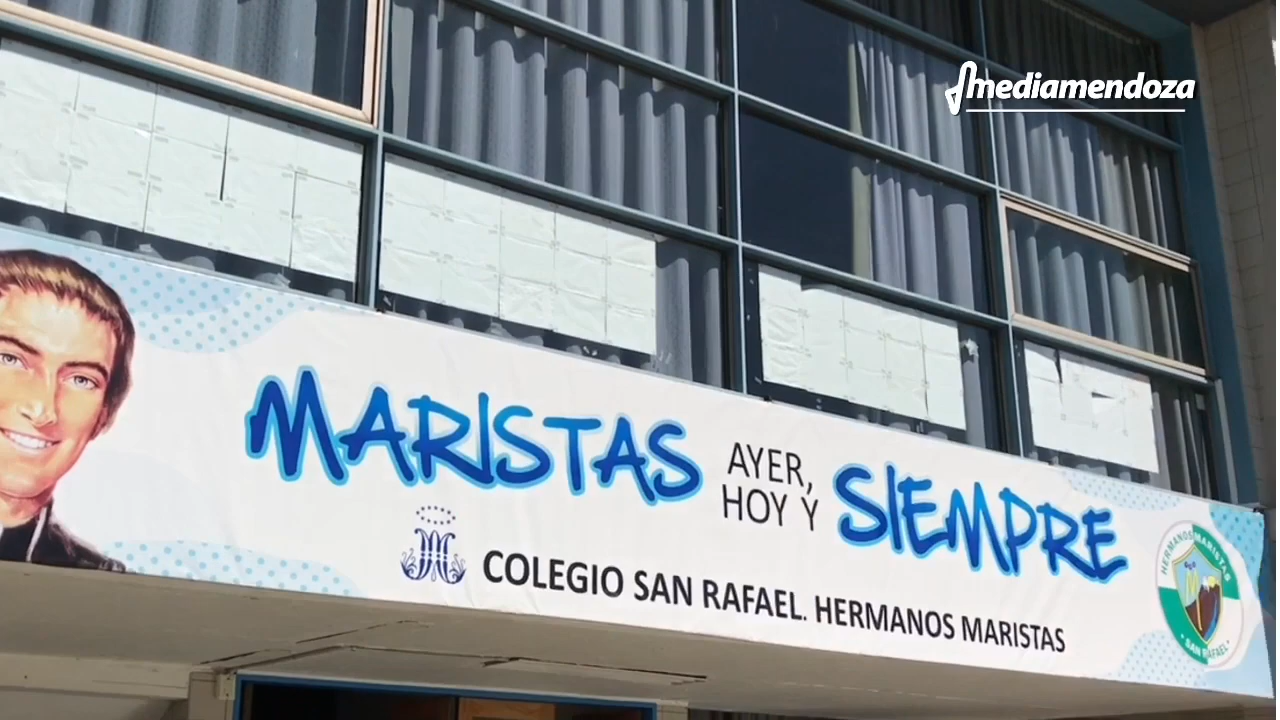 mediamendoza
MARISTAS AYER, HOY Y SIEMPRE
COLEGIO SAN RAFAEL. HERMANOS MARISTAS
HERMANOS MARISTAS
SAN RAFAEL